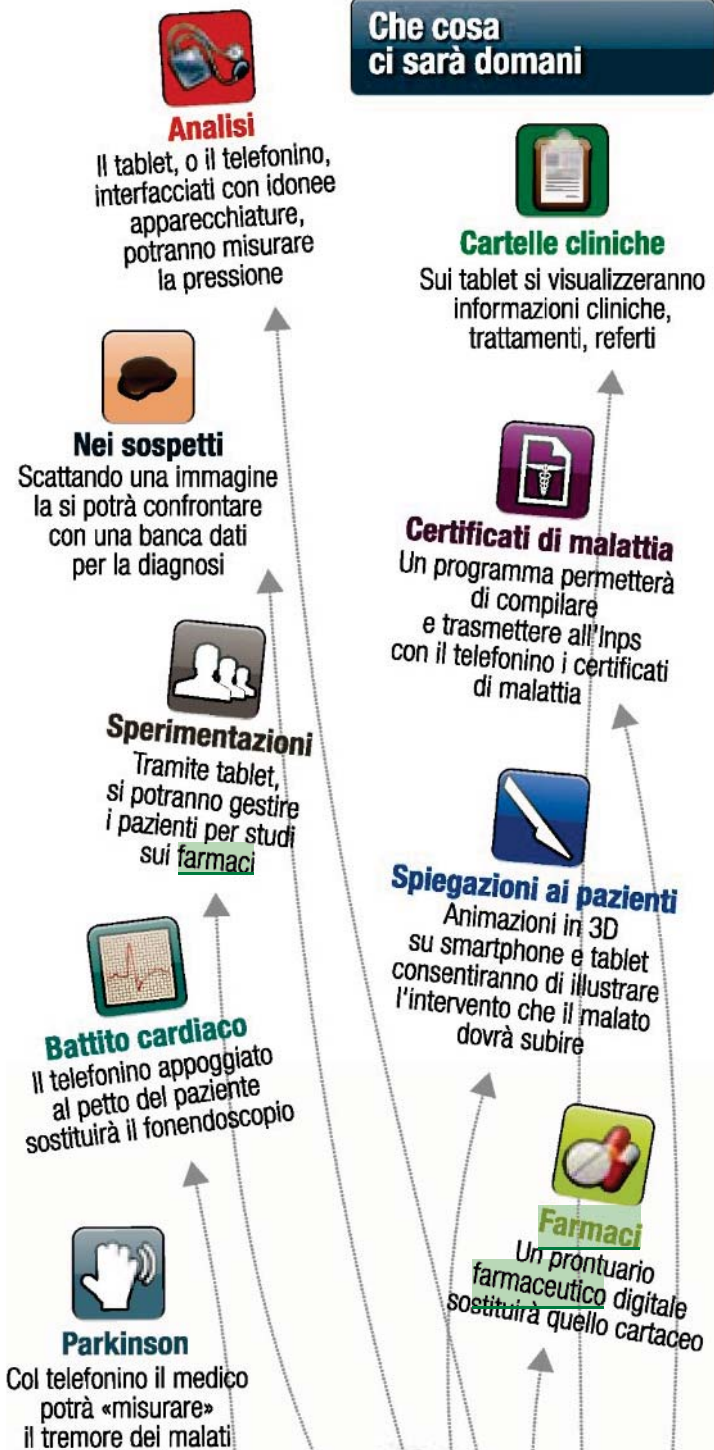 Che cosa
ci sarà domani
Analisi
Il tablet, o il telefonino,
interfacciati con idonee
apparecchiature,
potranno misurare
la pressione
Nei sospetti
Scattando una immagine
la si potrà confrontare
con una banca dati
per la diagnosi
Sperimentazioni
Tramite tablet,
si potranno gestire
i pazienti per studi
sui farmaci
Battito cardiaco
Il telefonino appoggiato
al petto del paziente
sostituirà il fonendoscopio
Parkinson
Col telefonino il medico
potrà «misurare»
il tremore dei malati
Cartelle cliniche
Sui tablet si visualizzeranno
informazioni cliniche,
trattamenti, referti
Certificati di malattia
Un programma permetterà
di compilare
e trasmettere all'Inps
con il telefonino i certificati
di malattia
Spiegazioni ai pazienti
Animazioni in 3D
su smartphone e tablet
consentiranno di illustrare
l'intervento che il malato
dovrà subire
Farmaci
Un prontuario
farmaceutico digitale
sostituirà quello cartaceo